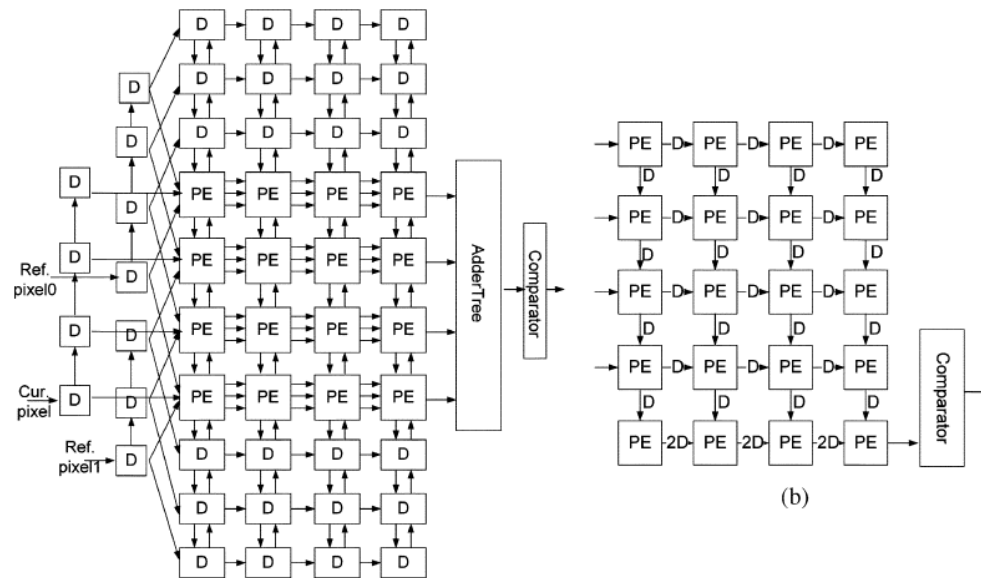 D D D D
D D D D
D
D
D D D D
D
PE PE PE PE
D
D
PE PE PE PE
Ref.
pixel0
D
D
D
PE PE PE PE
Cur.
pixel
D
D
PE PE PE PE
Ref.
pixel1
D
D D D D
D D D D
D D D D
AdderTree
Comparator
PE D PE D PE D PE
D D D D
PE D PE D PE D PE
D D D D
PE D PE D PE D PE
D D D D
PE D PE D PE D PE
D D D D
PE 2D PE 2D PE 2D PE
Comparator
(b)